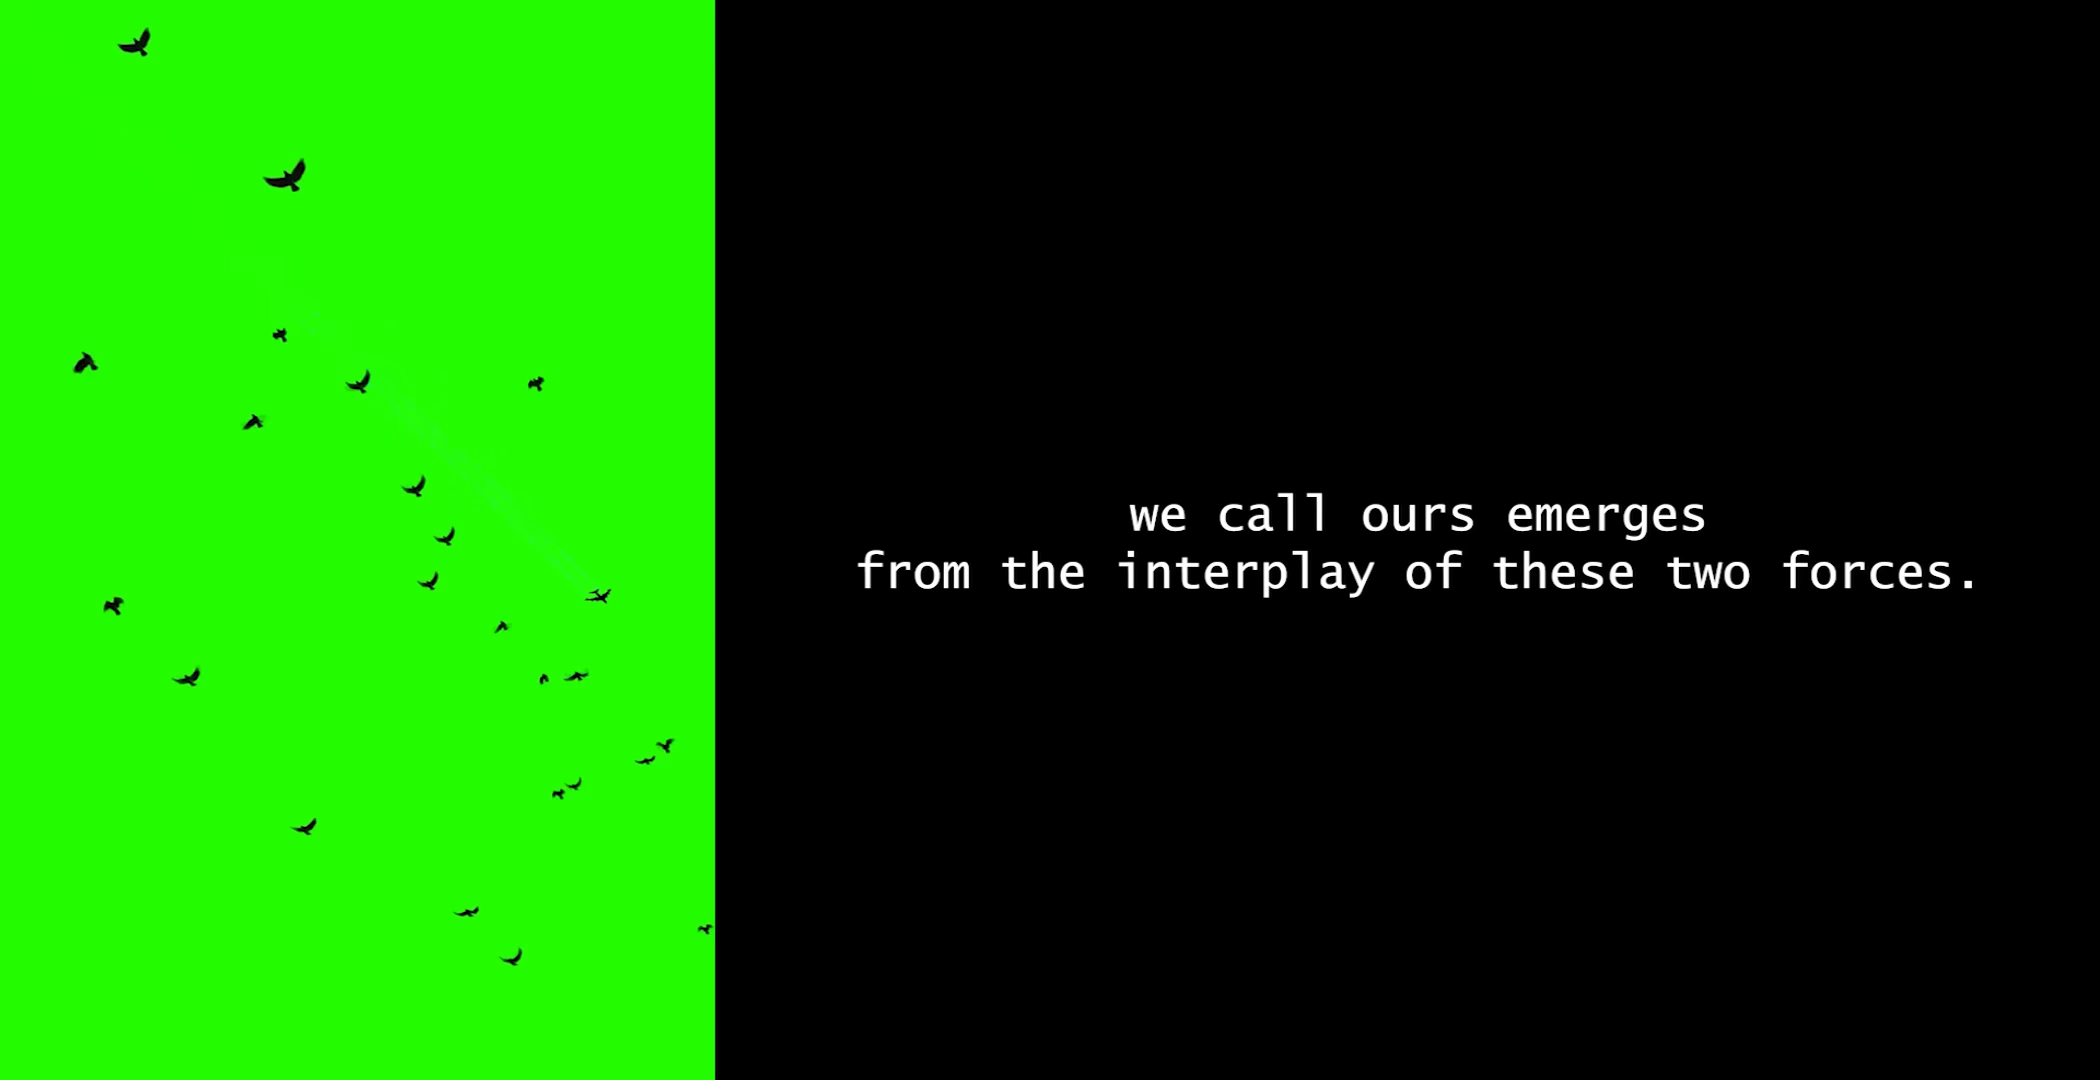 we call ours emerges
from the interplay of these two forces.